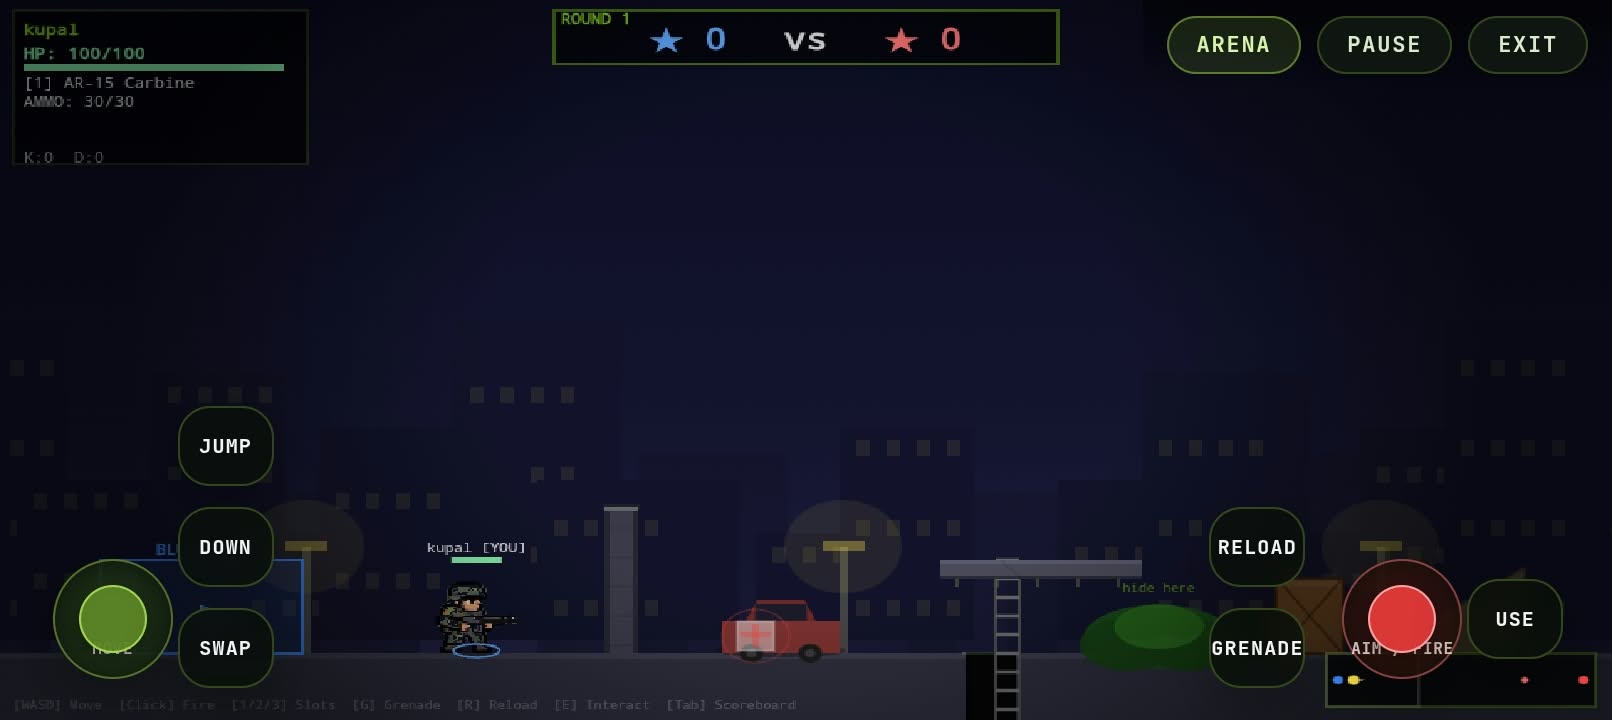 kupal
HP: 100/100
[1] AR-15 Carbine
AMMO: 30/30
K:0 D:0
ROUND 1
★ 0 VS ★ 0
ARENA
PAUSE
EXIT
JUMP
DOWN
SWAP
kupal [YOU]
hide here
RELOAD
GRENADE
AIM / FIRE
USE
[WASD] Move [Click] Fire [1/2/3] Slots [G] Grenade [R] Reload [E] Interact [Tab] Scoreboard